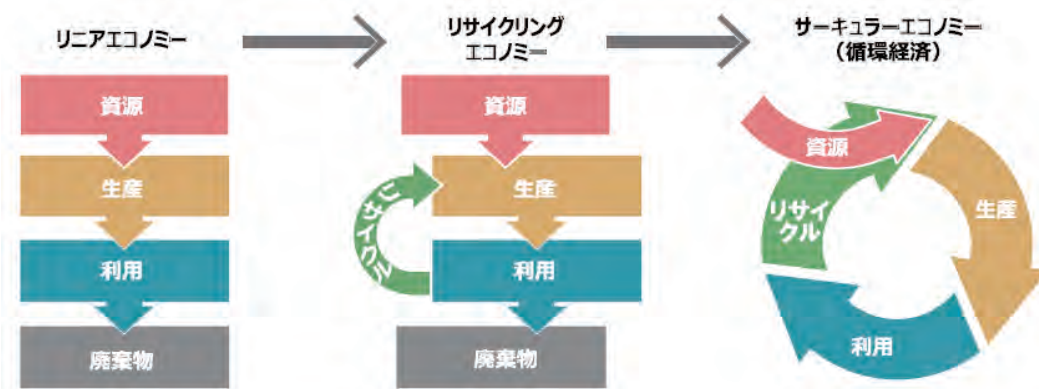 リニアエコノミー
リサイクリング
エコノミー
サーキュラーエコノミー
（循環経済）
資源
生産
利用
廃棄物
資源
生産
リサイクル
利用
廃棄物
資源
生産
リサイ
クル
利用